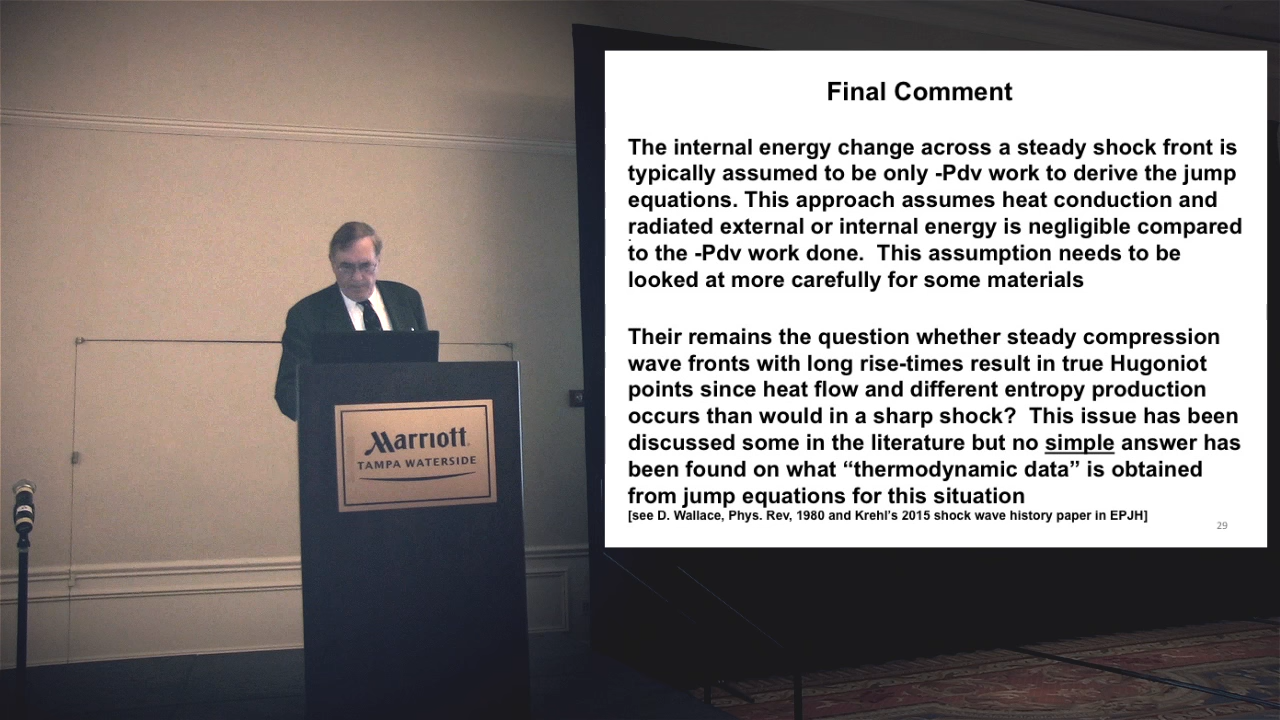 Final Comment
The internal energy change across a steady shock front is
typically assumed to be only -Pdv work to derive the jump
equations. This approach assumes heat conduction and
radiated external or internal energy is negligible compared
to the -Pdv work done.  This assumption needs to be
looked at more carefully for some materials
Their remains the question whether steady compression
wave fronts with long rise-times result in true Hugoniot
points since heat flow and different entropy production
occurs than would in a sharp shock?  This issue has been
discussed some in the literature but no simple answer has
been found on what “thermodynamic data” is obtained
from jump equations for this situation
[see D. Wallace, Phys. Rev, 1980 and Krehl’s 2015 shock wave history paper in EPJH]
29
Marriott
TAMPA WATERSIDE